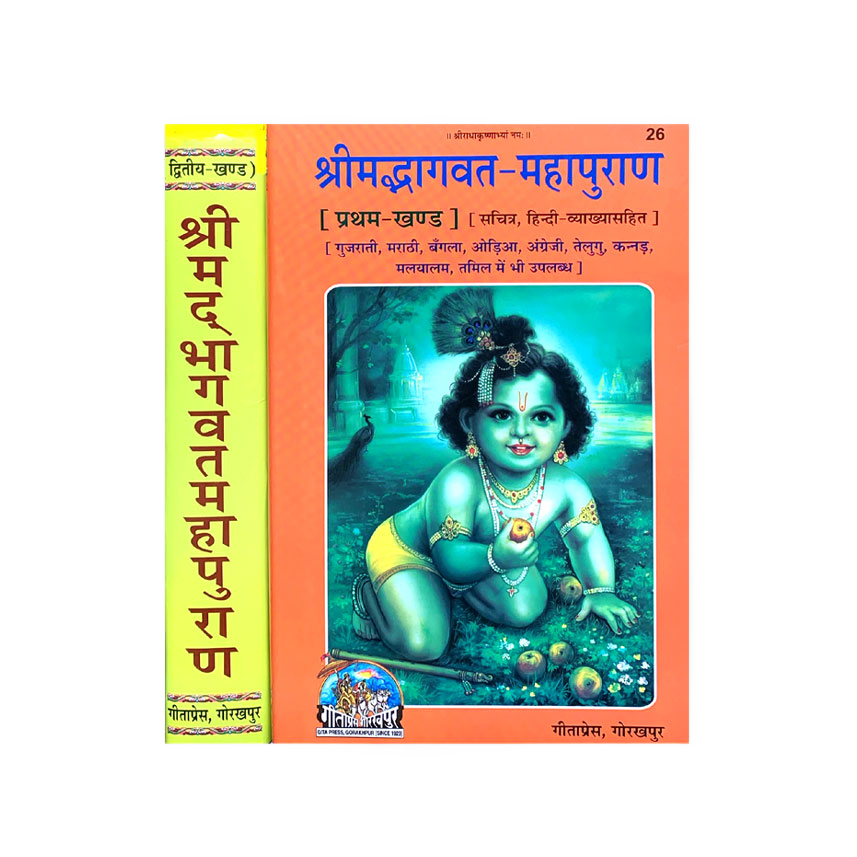 द्वितीय-खण्ड)
श्रीमद्भागवतमहापुराण
गीताप्रेस, गोरखपुर
॥ श्रीराधाकृष्णाभ्यां नमः ॥
26
श्रीमद्भागवत-महापुराण
[ प्रथम-खण्ड ] [ सचित्र, हिन्दी-व्याख्यासहित ]
[ गुजराती, मराठी, बँगला, ओड़िआ, अंग्रेजी, तेलुगु, कन्नड़,
मलयालम, तमिल में भी उपलब्ध ]
गीताप्रेस गोरखपुर
GITA PRESS, GORAKHPUR [SINCE 1923]
गीताप्रेस, गोरखपुर